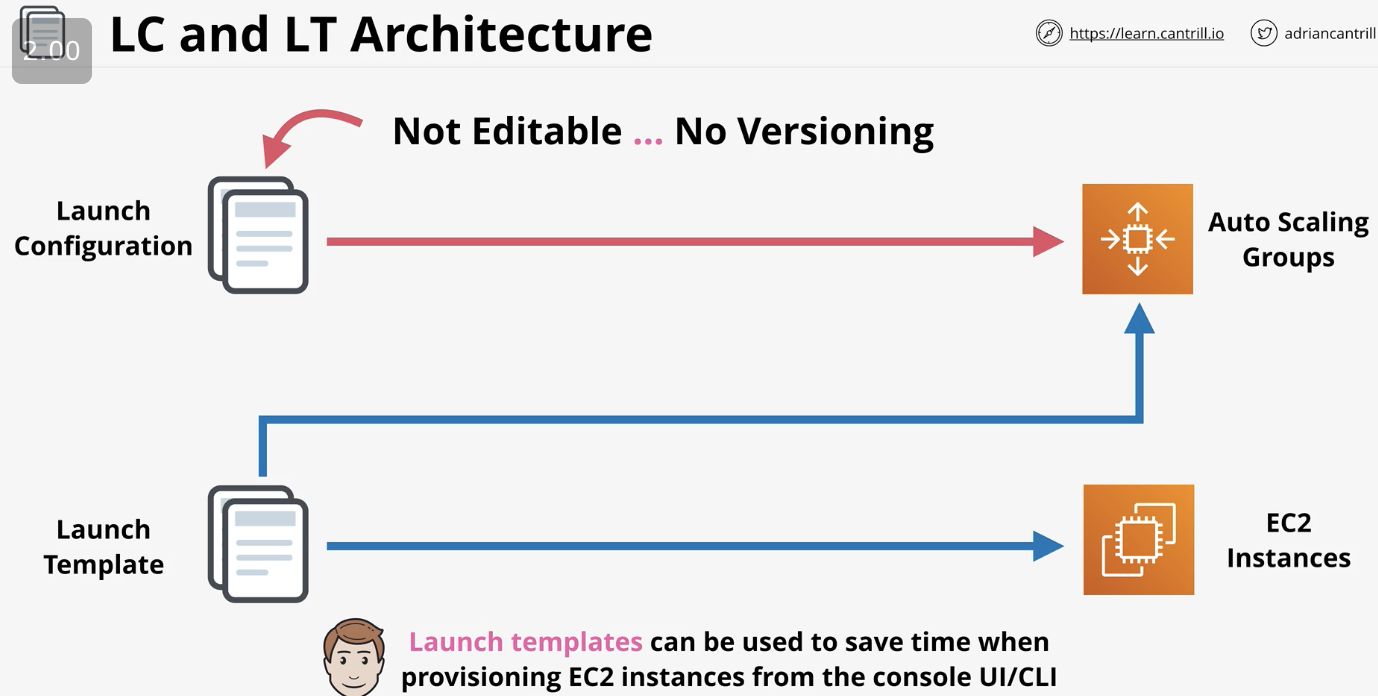 2.00
LC and LT Architecture
https://learn.cantrill.io
adriancantrill
Not Editable ... No Versioning
Launch
Configuration
Auto Scaling
Groups
Launch
Template
EC2
Instances
Launch templates can be used to save time when
provisioning EC2 instances from the console UI/CLI